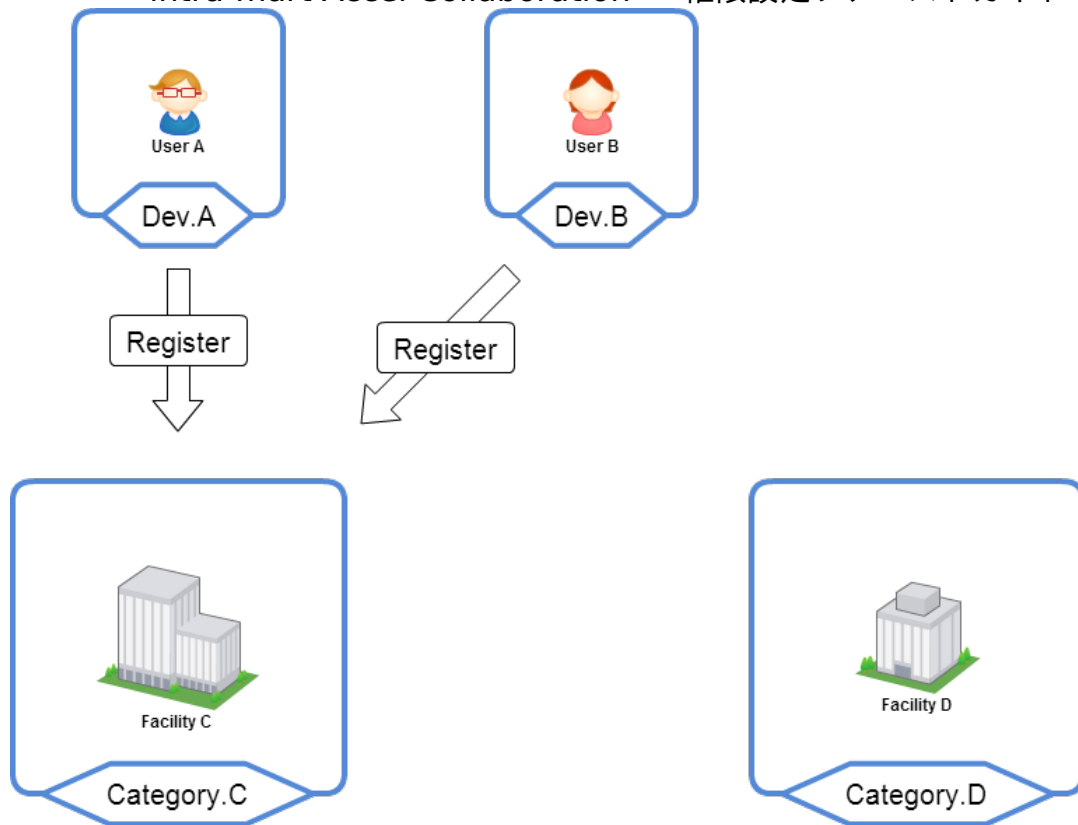 User A
User B
Dev.A
Dev.B
Register
Register
Facility C
Facility D
Category.C
Category.D